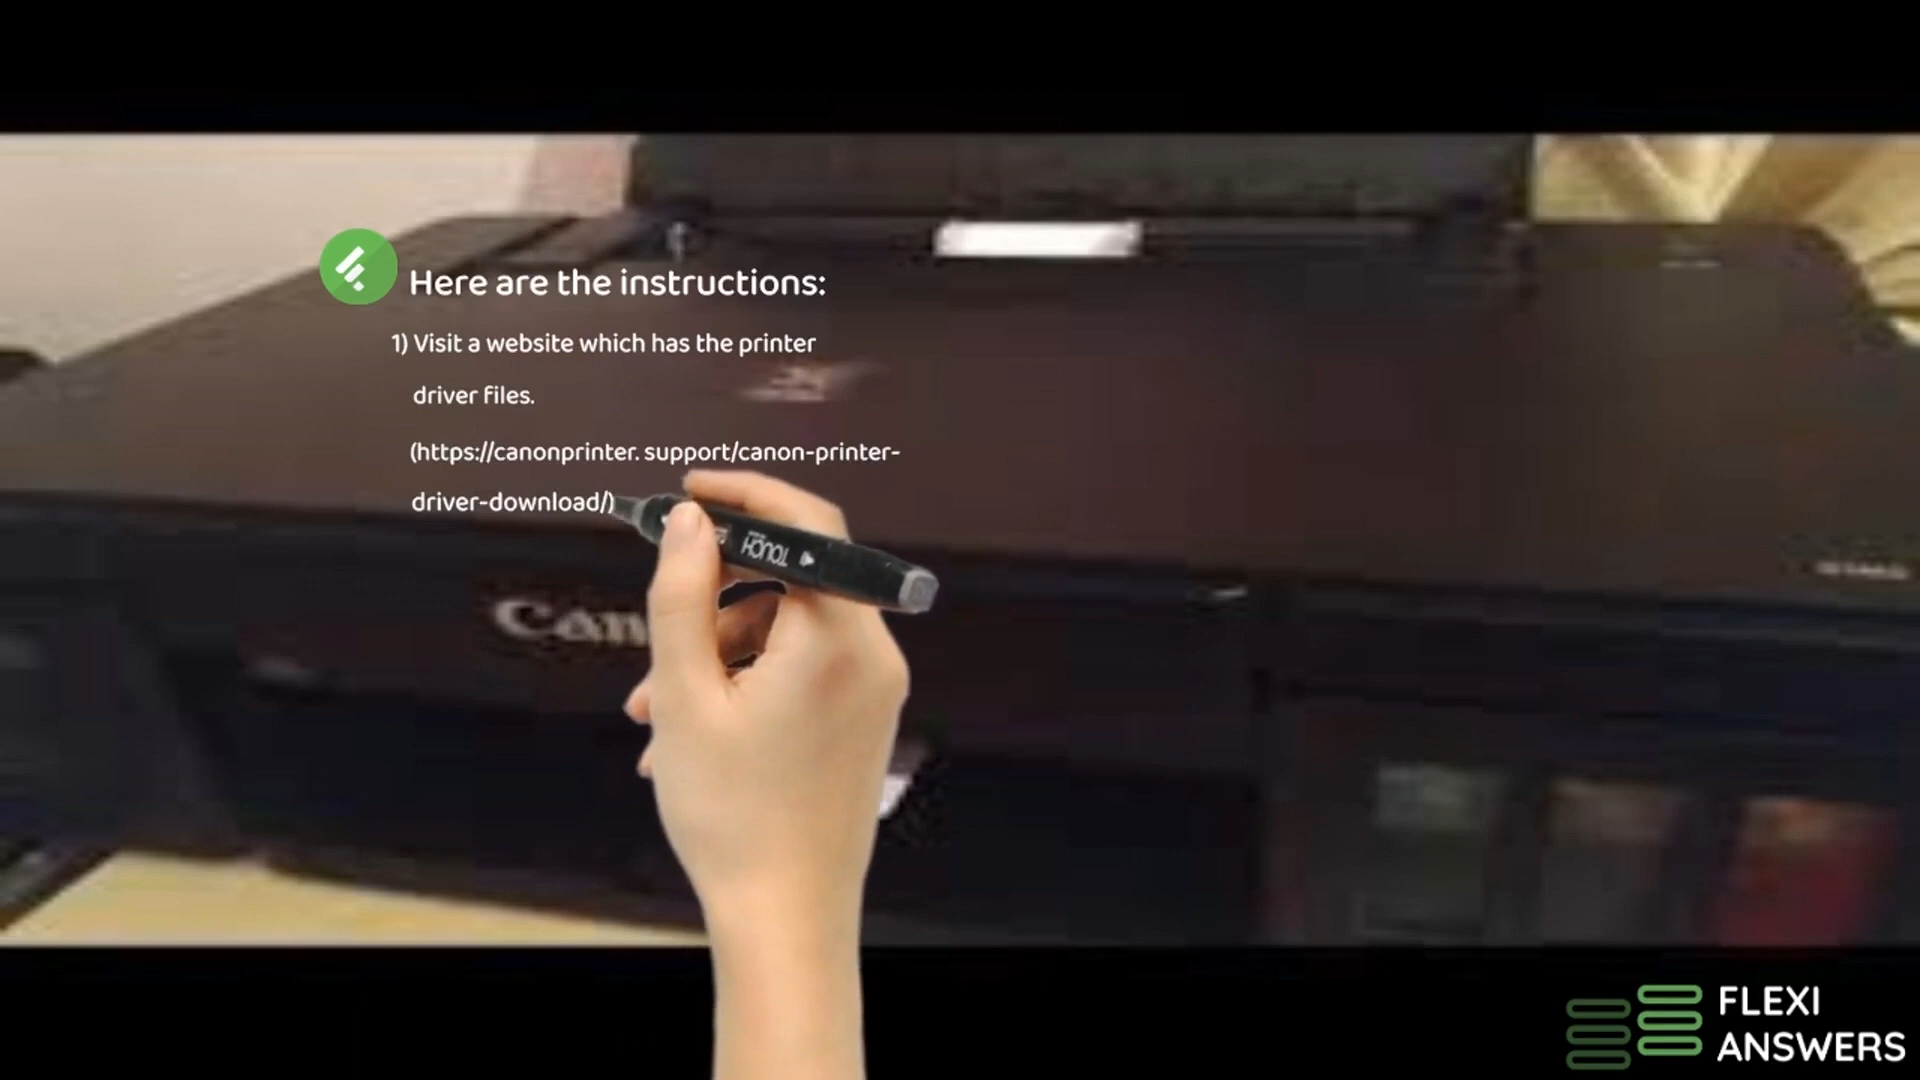 Here are the instructions:
1) Visit a website which has the printer
driver files.
(https://canonprinter. support/canon-printer-
driver-download/)
TOUCH
FLEXI
ANSWERS